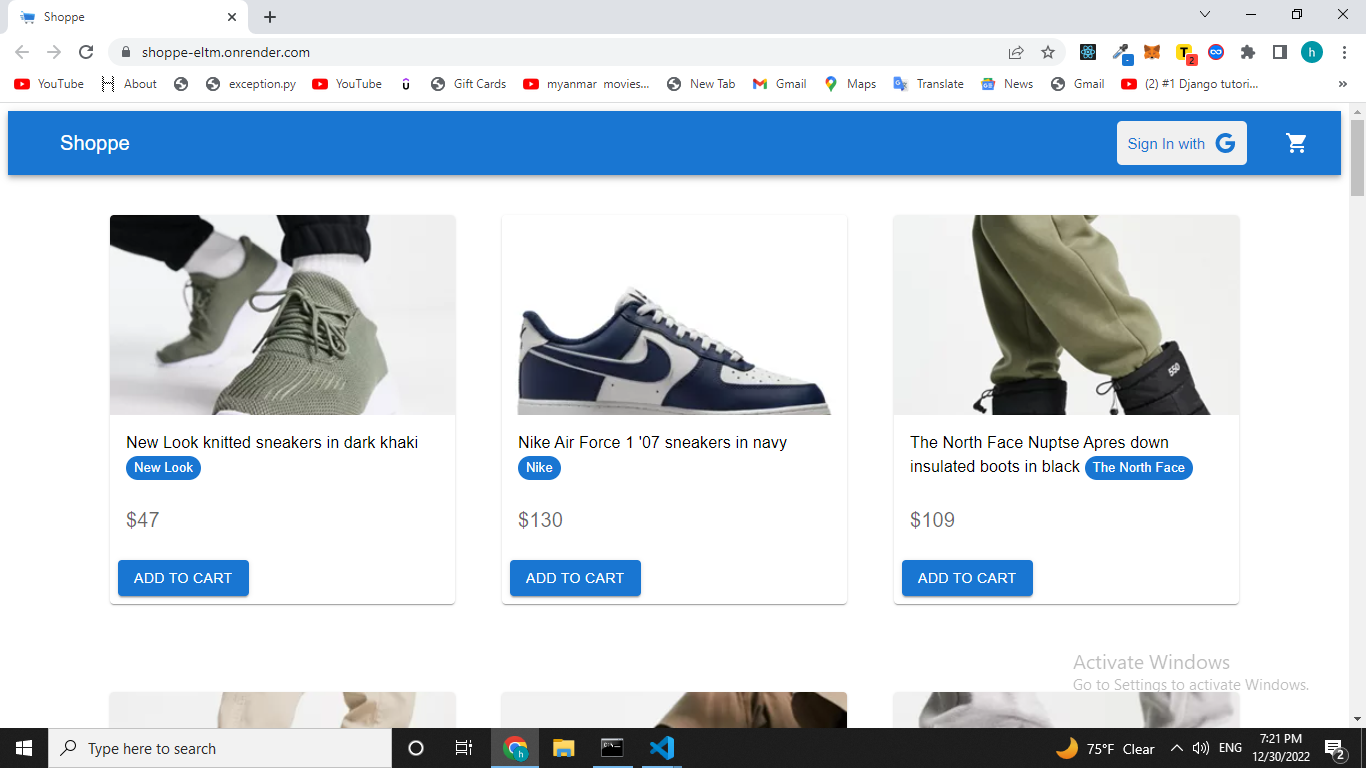 Shoppe
shoppe-eltm.onrender.com
T
2
h
YouTube
About
exception.py
YouTube
Gift Cards
myanmar movies...
New Tab
Gmail
Maps
Translate
News
Gmail
(2) #1 Django tutori...
»
Shoppe
Sign In with G
550
New Look knitted sneakers in dark khaki
New Look
$47
ADD TO CART
Nike Air Force 1 '07 sneakers in navy
Nike
$130
ADD TO CART
The North Face Nuptse Apres down
insulated boots in black The North Face
$109
ADD TO CART
Activate Windows
Go to Settings to activate Windows.
Type here to search
h
75°F Clear
ENG
7:21 PM
12/30/2022
2